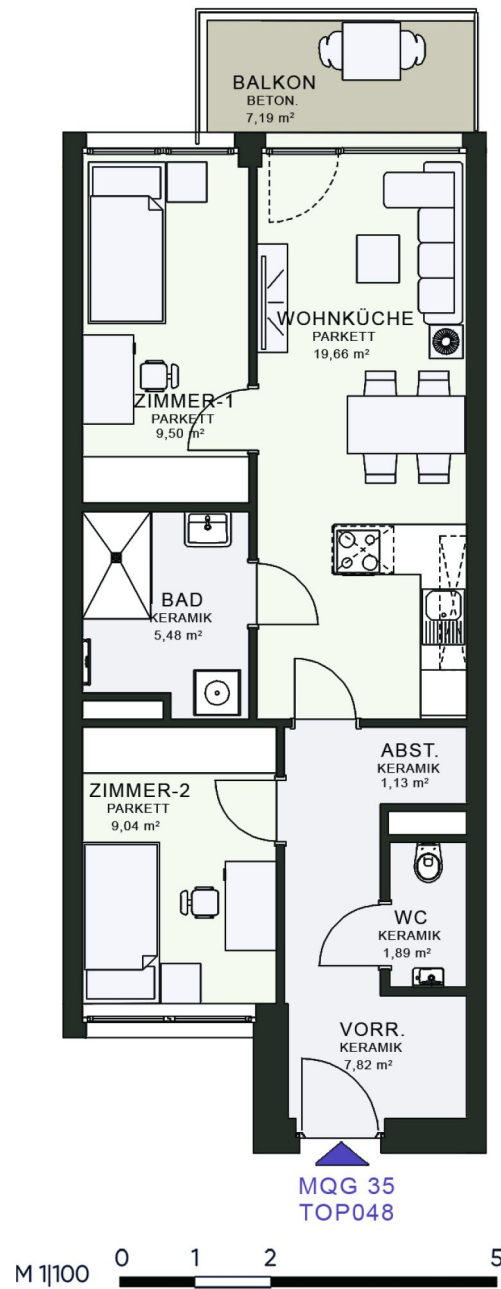 BALKON
BETON.
7,19 m²
WOHNKÜCHE
PARKETT
19,66 m²
ZIMMER-1
PARKETT
9,50 m²
BAD
KERAMIK
5,48 m²
ABST.
KERAMIK
1,13 m²
ZIMMER-2
PARKETT
9,04 m²
WC
KERAMIK
1,89 m²
VORR.
KERAMIK
7,82 m²
MQG 35
TOP048
M 1|100 0 1 2 5